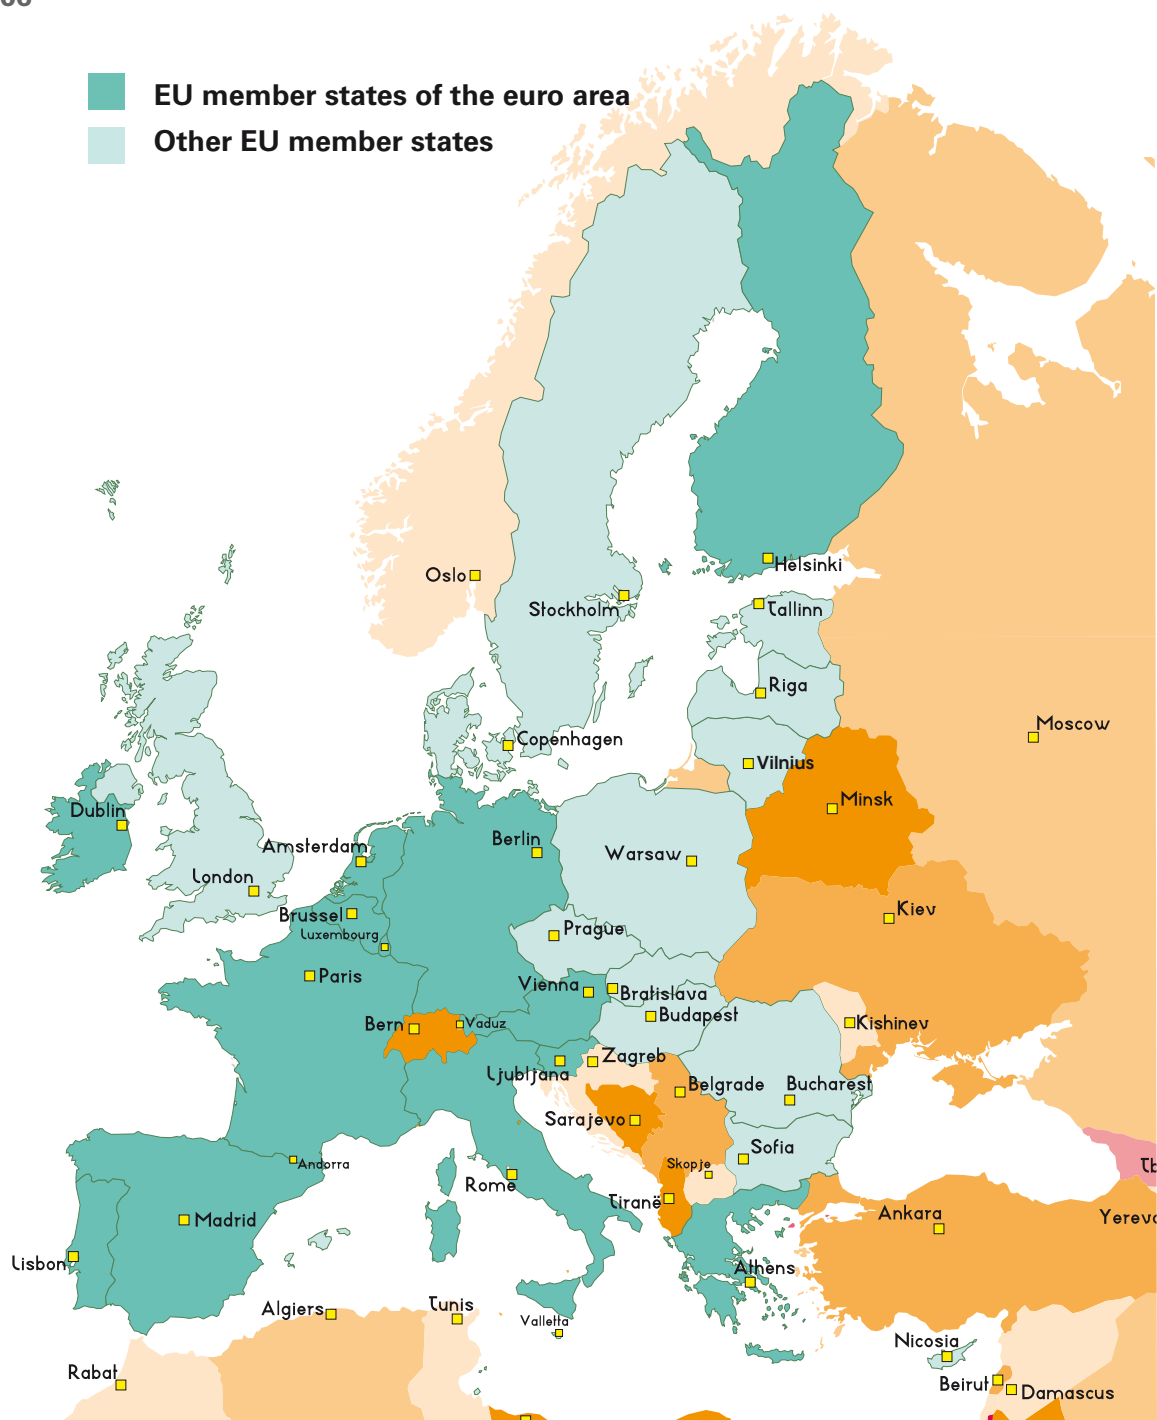 EU member states of the euro area
Other EU member states
Helsinki
Oslo
Stockholm
Tallinn
Riga
Moscow
Copenhagen
Vilnius
Minsk
Dublin
Berlin
Amsterdam
Warsaw
London
Kiev
Brussel
Prague
Luxembourg
Paris
Vienna
Bratislava
Budapest
Bern
Vaduz
Kishinev
Zagreb
Ljubljana
Belgrade
Bucharest
Sarajevo
Sofia
Andorra
Skopje
Rome
Tiranë
Madrid
Ankara
Lisbon
Athens
Algiers
Tunis
Valletta
Nicosia
Rabat
Beirut
Damascus